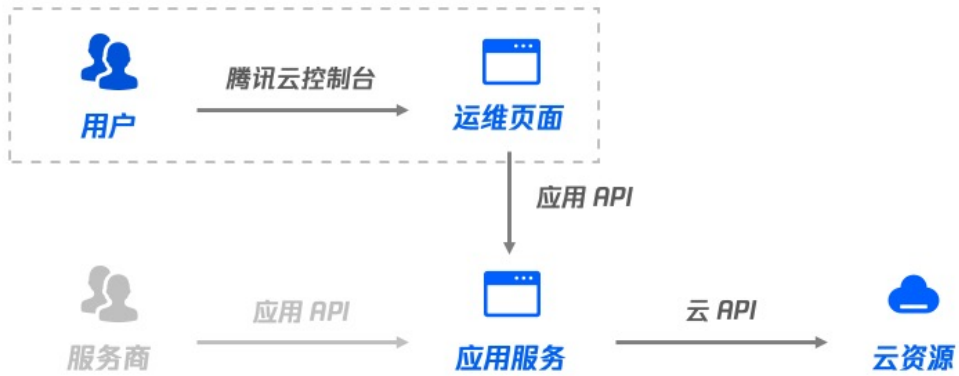 腾讯云控制台
用户
运维页面
应用 API
应用 API
云 API
服务商
应用服务
云资源